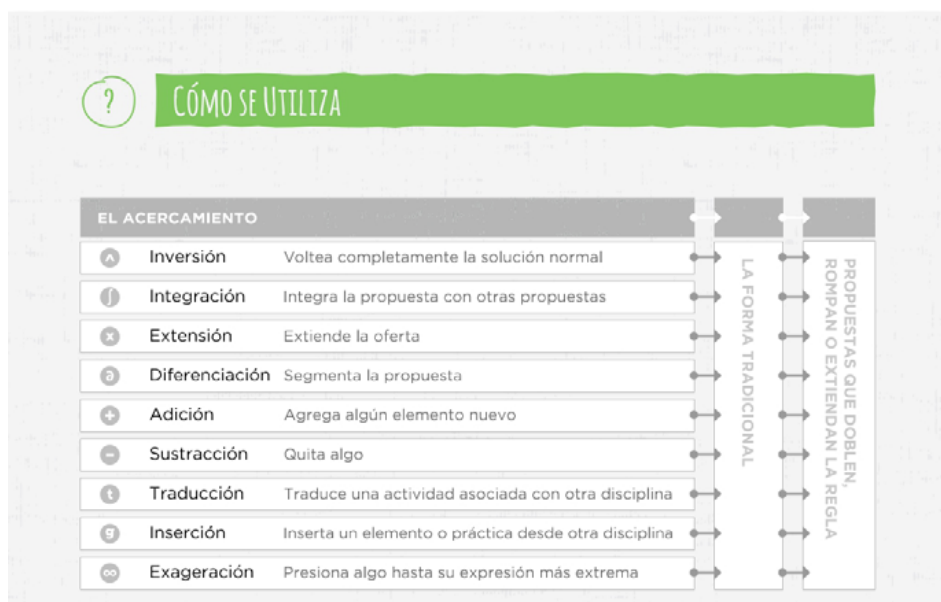 ?
CÓMO SE UTILIZA
EL ACERCAMIENTO
Inversión Voltea completamente la solución normal
Integración Integra la propuesta con otras propuestas
Extensión Extiende la oferta
Diferenciación Segmenta la propuesta
Adición Agrega algún elemento nuevo
Sustracción Quita algo
Traducción Traduce una actividad asociada con otra disciplina
Inserción Inserta un elemento o práctica desde otra disciplina
Exageración Presiona algo hasta su expresión más extrema
LA FORMA TRADICIONAL
PROPUESTAS QUE DOBLEN,
ROMPAN O EXTIENDAN LA REGLA